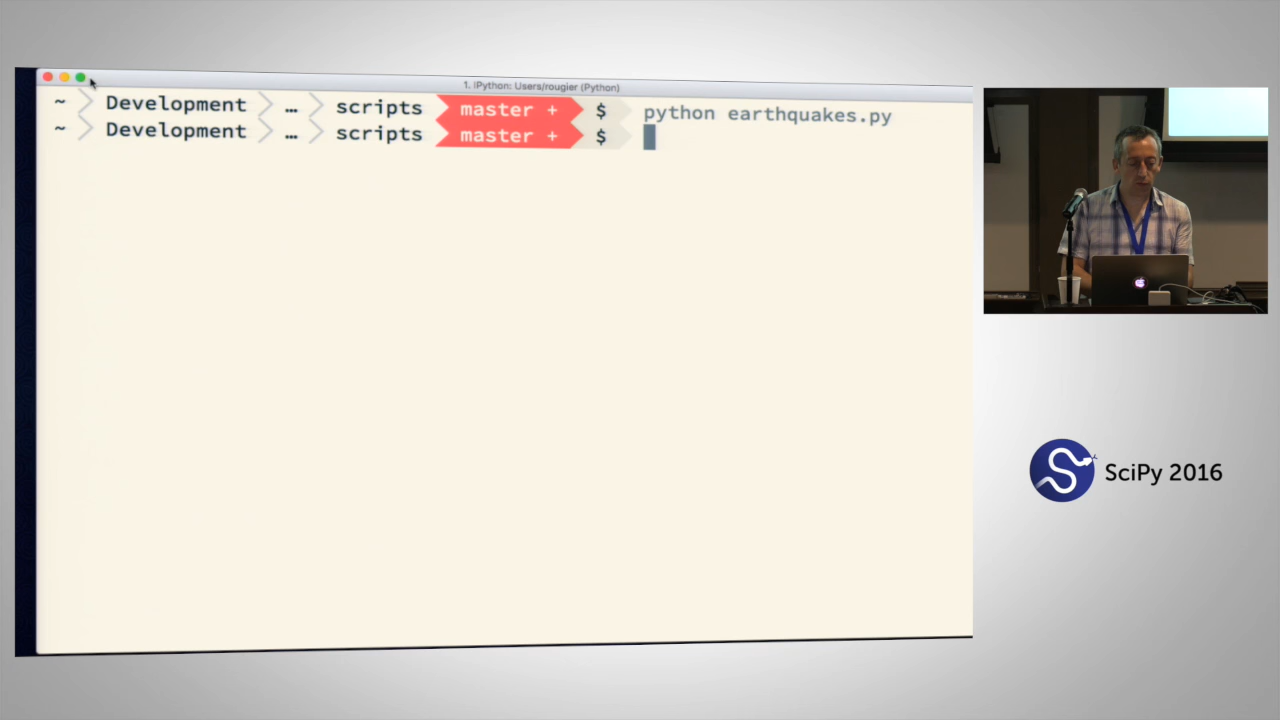 1. IPython: Users/rougier (Python)
~ Development … scripts master + $ python earthquakes.py
~ Development … scripts master + $
SciPy 2016